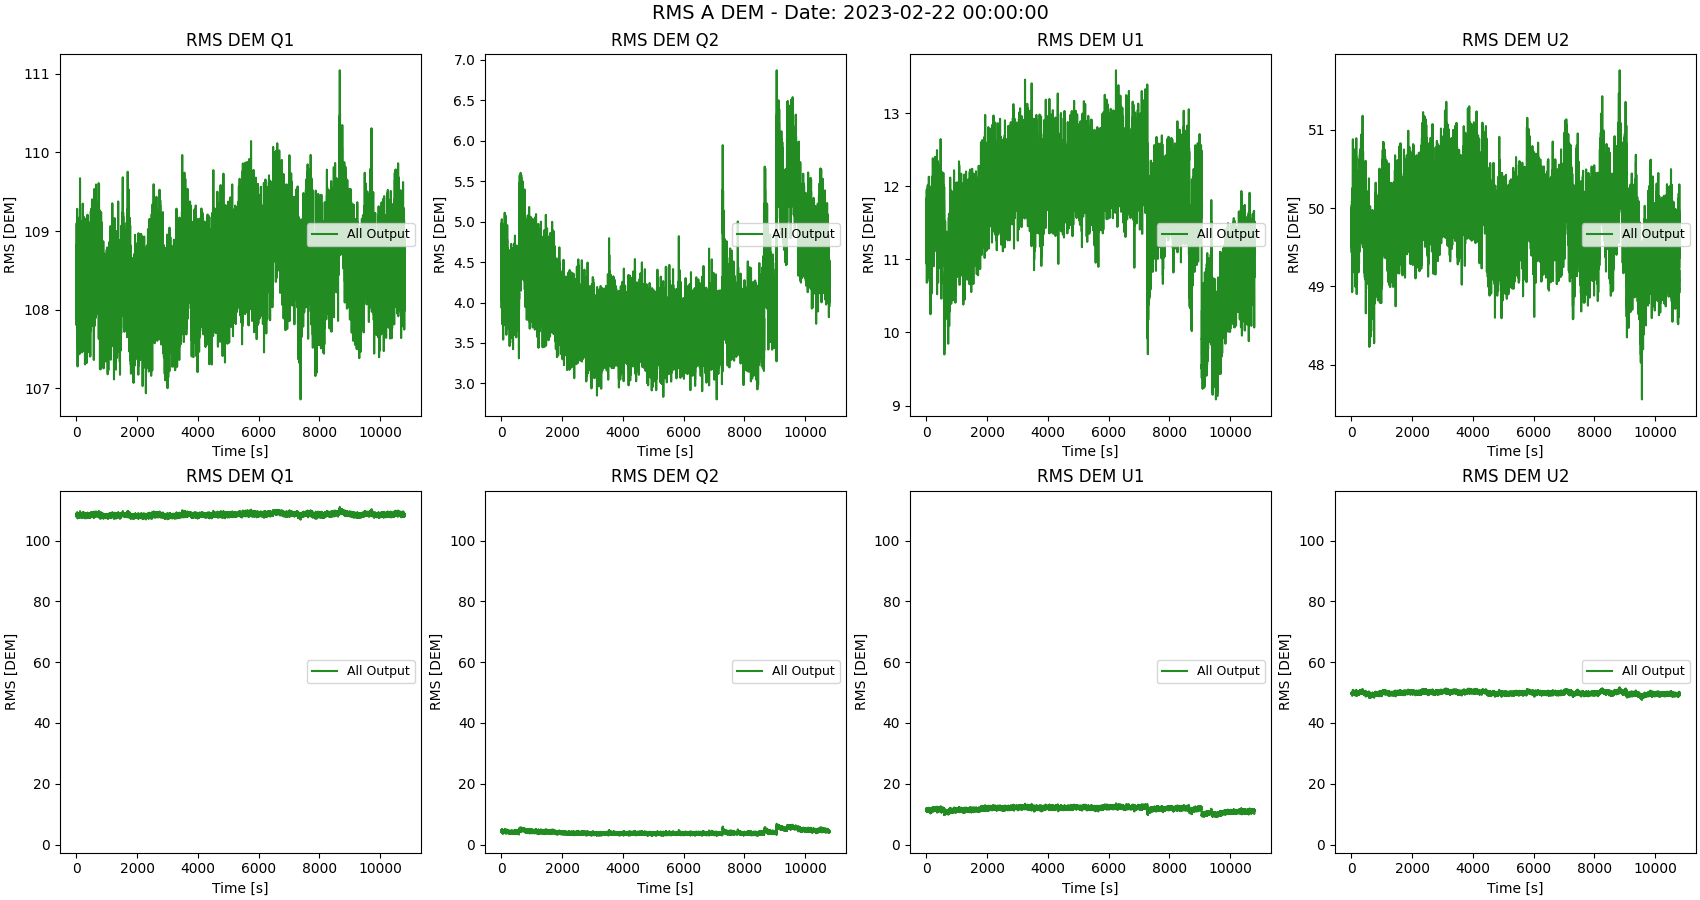 RMS A DEM - Date: 2023-02-22 00:00:00
RMS DEM Q1
RMS [DEM]
111
110
109
108
107
0 2000 4000 6000 8000 10000
Time [s]
All Output
RMS DEM Q2
RMS [DEM]
7.0
6.5
6.0
5.5
5.0
4.5
4.0
3.5
3.0
0 2000 4000 6000 8000 10000
Time [s]
All Output
RMS DEM U1
RMS [DEM]
13
12
11
10
9
0 2000 4000 6000 8000 10000
Time [s]
All Output
RMS DEM U2
RMS [DEM]
51
50
49
48
0 2000 4000 6000 8000 10000
Time [s]
All Output
RMS DEM Q1
RMS [DEM]
100
80
60
40
20
0
0 2000 4000 6000 8000 10000
Time [s]
All Output
RMS DEM Q2
RMS [DEM]
100
80
60
40
20
0
0 2000 4000 6000 8000 10000
Time [s]
All Output
RMS DEM U1
RMS [DEM]
100
80
60
40
20
0
0 2000 4000 6000 8000 10000
Time [s]
All Output
RMS DEM U2
RMS [DEM]
100
80
60
40
20
0
0 2000 4000 6000 8000 10000
Time [s]
All Output